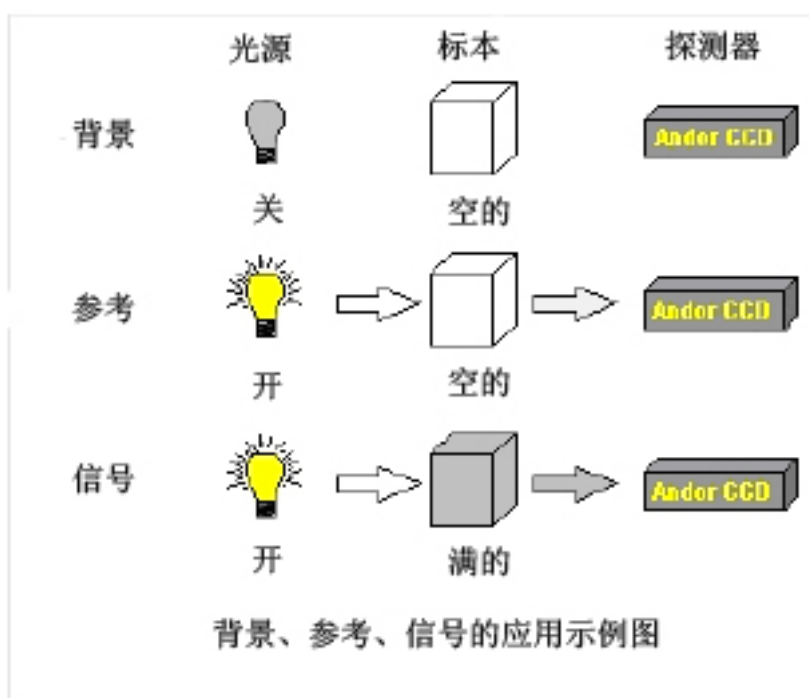 光源 标本 探测器
背景 Andor CCD
关 空的
参考 Andor CCD
开 空的
信号 Andor CCD
开 满的
背景、参考、信号的应用示例图